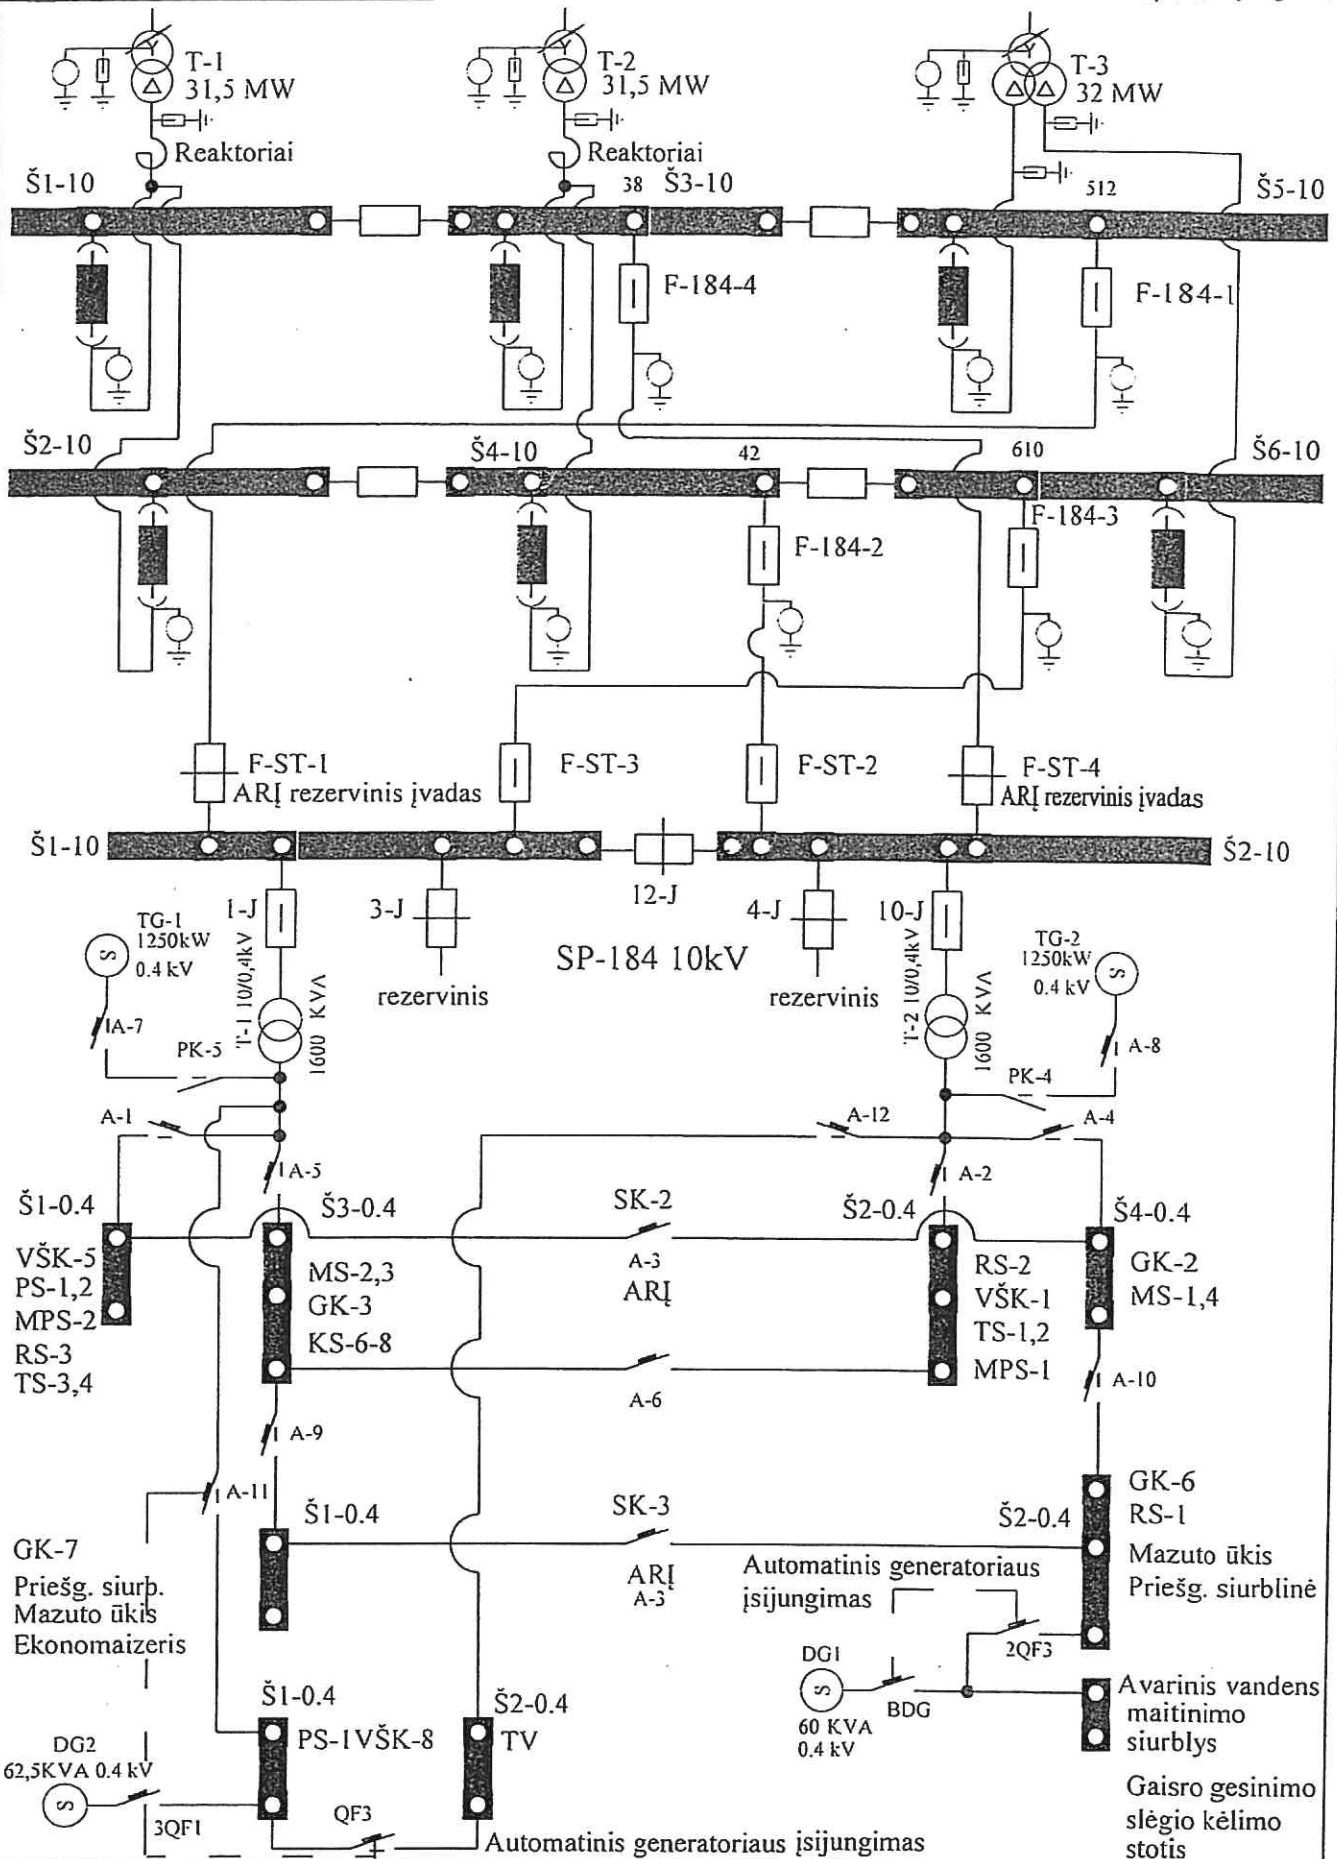 T-1
31,5 MW
T-2
31,5 MW
T-3
32 MW
Reaktoriai
Reaktoriai
Š1-10
38
Š3-10
512
Š5-10
F-184-4
F-184-1
Š2-10
Š4-10
42
610
Š6-10
F-184-3
F-184-2
F-ST-1
ARĮ rezervinis įvadas
F-ST-3
F-ST-2
F-ST-4
ARĮ rezervinis įvadas
Š1-10
Š2-10
12-J
1-J
3-J
4-J
10-J
TG-1
1250kW
0.4 kV
T-1 10/0,4kV
1600 KVA
rezervinis
SP-184 10kV
rezervinis
T-2 10/0,4kV
1600 KVA
TG-2
1250kW
0.4 kV
A-7
PK-5
A-8
PK-4
A-1
A-12
A-4
A-5
A-2
Š1-0.4
Š3-0.4
SK-2
Š2-0.4
Š4-0.4
VŠK-5
PS-1,2
MPS-2
RS-3
TS-3,4
MS-2,3
GK-3
KS-6-8
A-3
ARĮ
RS-2
VŠK-1
TS-1,2
MPS-1
GK-2
MS-1,4
A-6
A-10
A-9
A-11
Š1-0.4
SK-3
Š2-0.4
GK-6
RS-1
Mazuto ūkis
Priešg. siurblinė
GK-7
Priešg. siurb.
Mazuto ūkis
Ekonomaizeris
ARĮ
A-3
Automatinis generatoriaus
įsijungimas
2QF3
DG1
60 KVA
0.4 kV
BDG
Avarinis vandens
maitinimo
siurblys
Š1-0.4
Š2-0.4
PS-1VŠK-8
TV
DG2
62,5KVA 0.4 kV
3QF1
QF3
Automatinis generatoriaus įsijungimas
Gaisro gesinimo
slėgio kėlimo
stotis